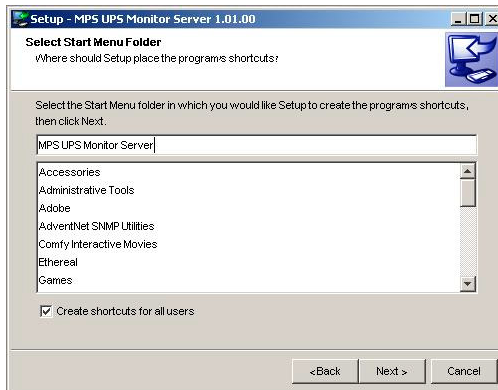 Setup - MPS UPS Monitor Server 1.01.00
Select Start Menu Folder
Where should Setup place the program's shortcuts?
Select the Start Menu folder in which you would like Setup to create the program's shortcuts,
then click Next.
MPS UPS Monitor Server
Accessories
Administrative Tools
Adobe
AdventNet SNMP Utilities
Comfy Interactive Movies
Ethereal
Games
Create shortcuts for all users
<Back
Next >
Cancel